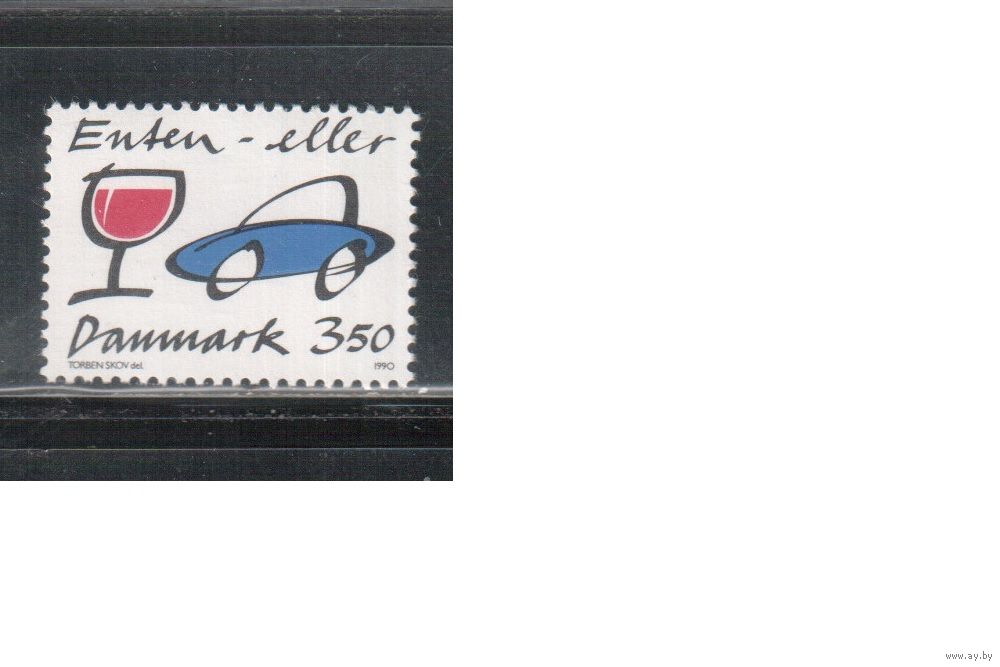 Enten - eller
Danmark 350
TORBEN SKOV del. 1990
www.ay.by